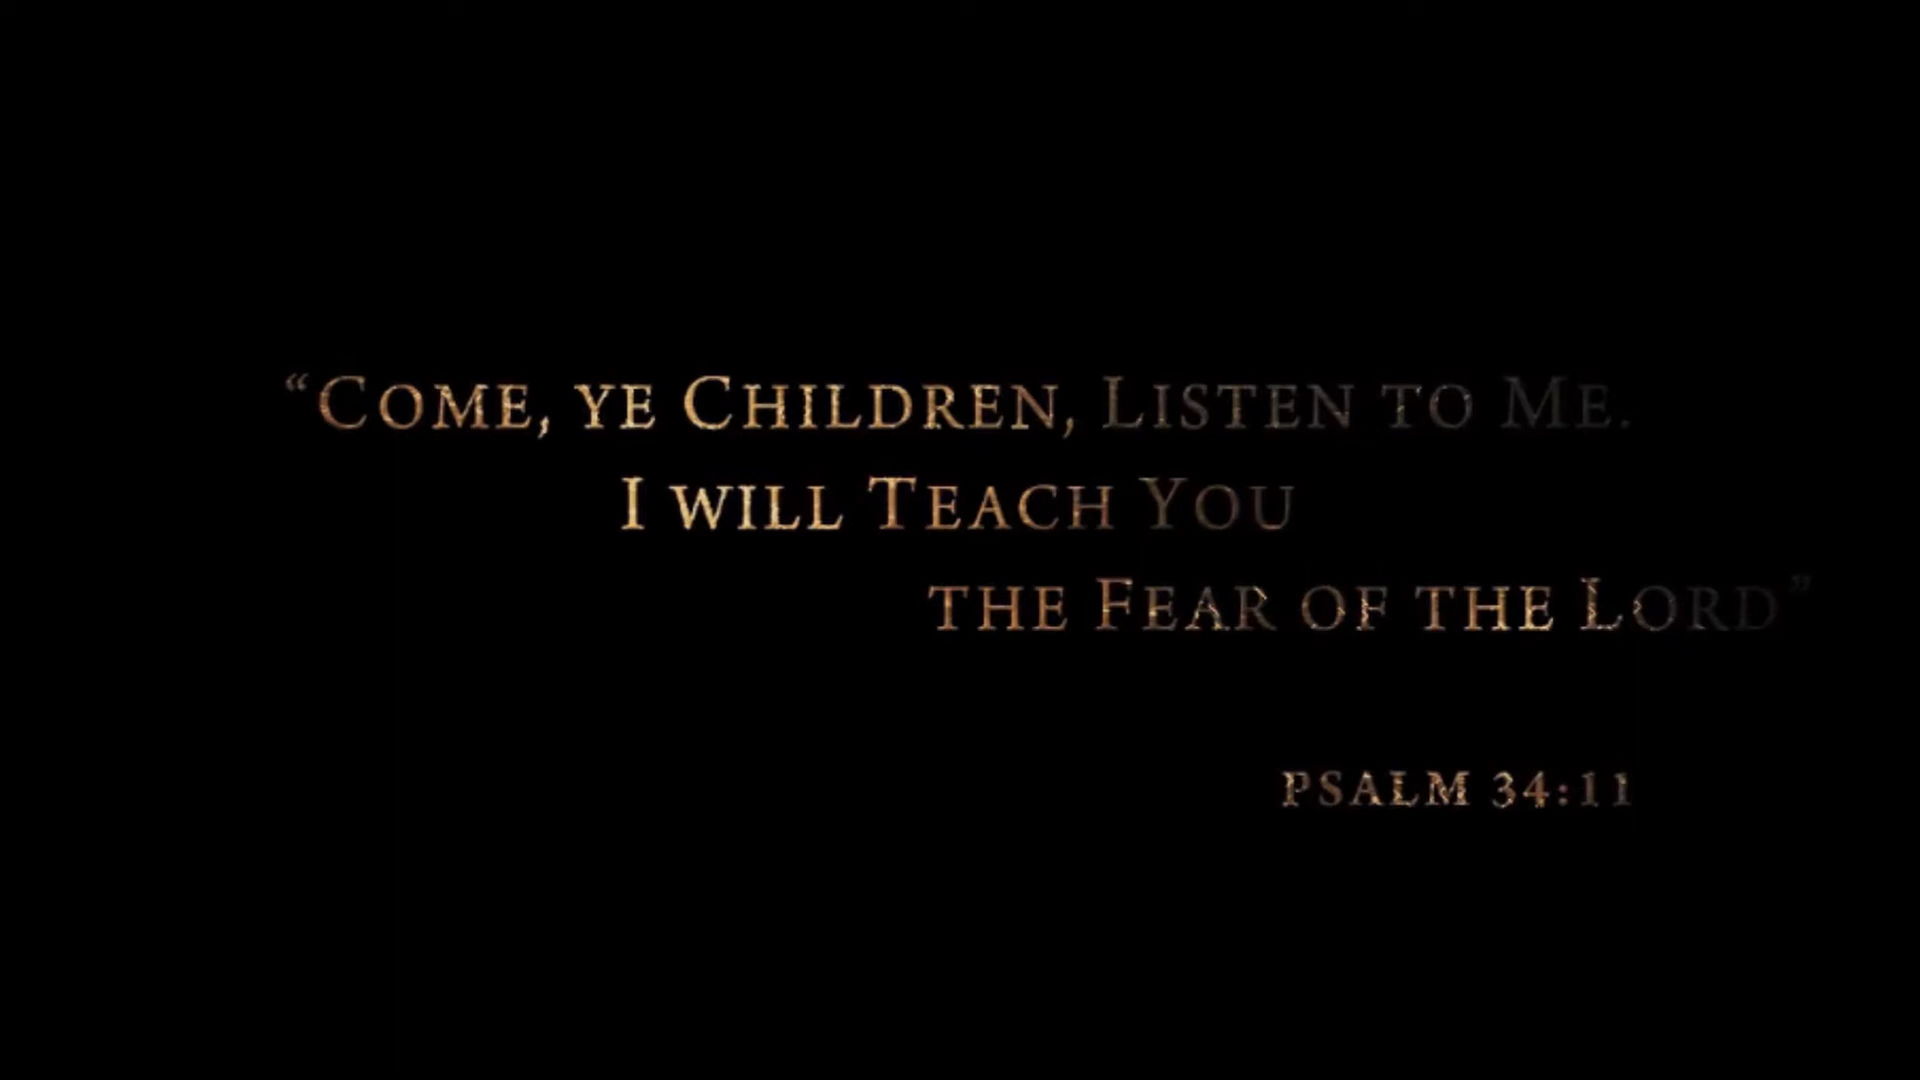 “Come, ye Children, Listen to Me.
I will Teach You
the Fear of the Lord”
PSALM 34:11